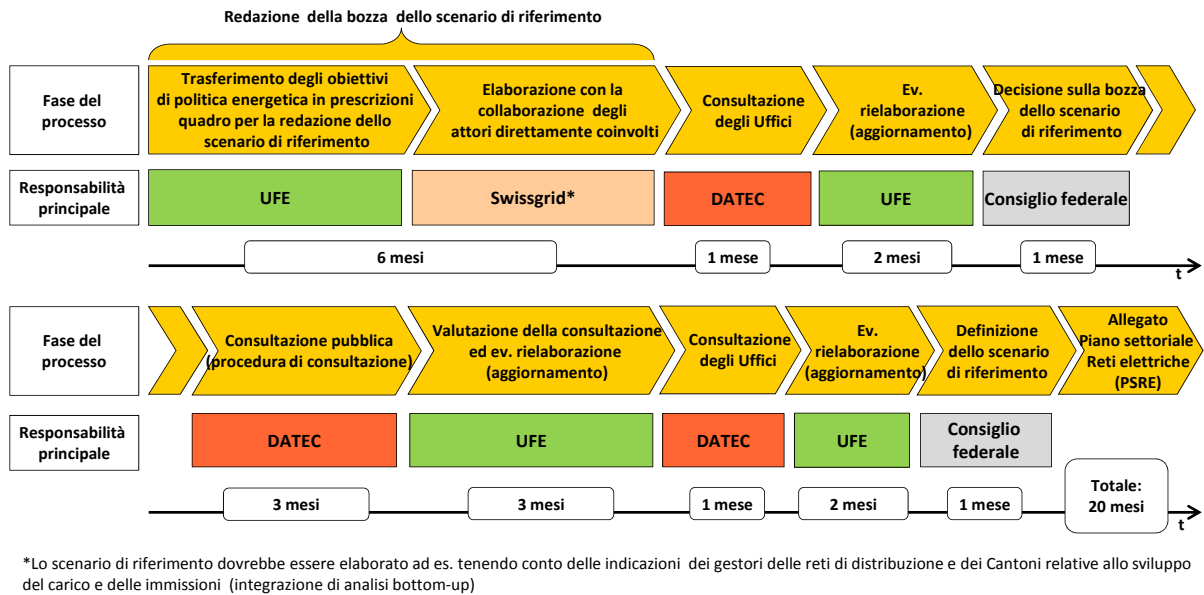 Redazione della bozza dello scenario di riferimento
Fase del
processo
Trasferimento degli obiettivi
di politica energetica in prescrizioni
quadro per la redazione dello
scenario di riferimento
Elaborazione con la
collaborazione degli
attori direttamente coinvolti
Consultazione
degli Uffici
Ev.
rielaborazione
(aggiornamento)
Decisione sulla bozza
dello scenario
di riferimento
Responsabilità
principale
UFE
Swissgrid*
DATEC
UFE
Consiglio federale
6 mesi
1 mese
2 mesi
1 mese
t
Fase del
processo
Consultazione pubblica
(procedura di consultazione)
Valutazione della consultazione
ed ev. rielaborazione
(aggiornamento)
Consultazione
degli Uffici
Ev.
rielaborazione
(aggiornamento)
Definizione
dello scenario
di riferimento
Allegato
Piano settoriale
Reti elettriche
(PSRE)
Responsabilità
principale
DATEC
UFE
DATEC
UFE
Consiglio
federale
3 mesi
3 mesi
1 mese
2 mesi
1 mese
Totale:
20 mesi
t
*Lo scenario di riferimento dovrebbe essere elaborato ad es. tenendo conto delle indicazioni dei gestori delle reti di distribuzione e dei Cantoni relative allo sviluppo
del carico e delle immissioni (integrazione di analisi bottom-up)